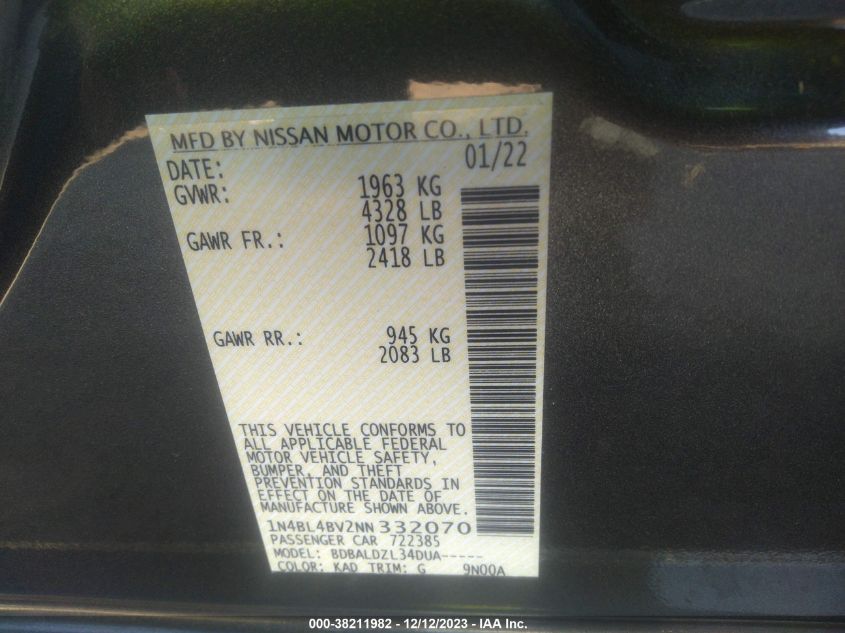 MFD BY NISSAN MOTOR CO., LTD.
DATE: 01/22
GVWR: 1963 KG
4328 LB
GAWR FR.: 1097 KG
2418 LB
GAWR RR.: 945 KG
2083 LB
THIS VEHICLE CONFORMS TO
ALL APPLICABLE FEDERAL
MOTOR VEHICLE SAFETY,
BUMPER, AND THEFT
PREVENTION STANDARDS IN
EFFECT ON THE DATE OF
MANUFACTURE SHOWN ABOVE.
1N4BL4BV2NN332070
PASSENGER CAR 722385
MODEL: BDBALDZL34DUA-----
COLOR: KAD TRIM: G 9N00A
000-38211982 - 12/12/2023 - IAA Inc.